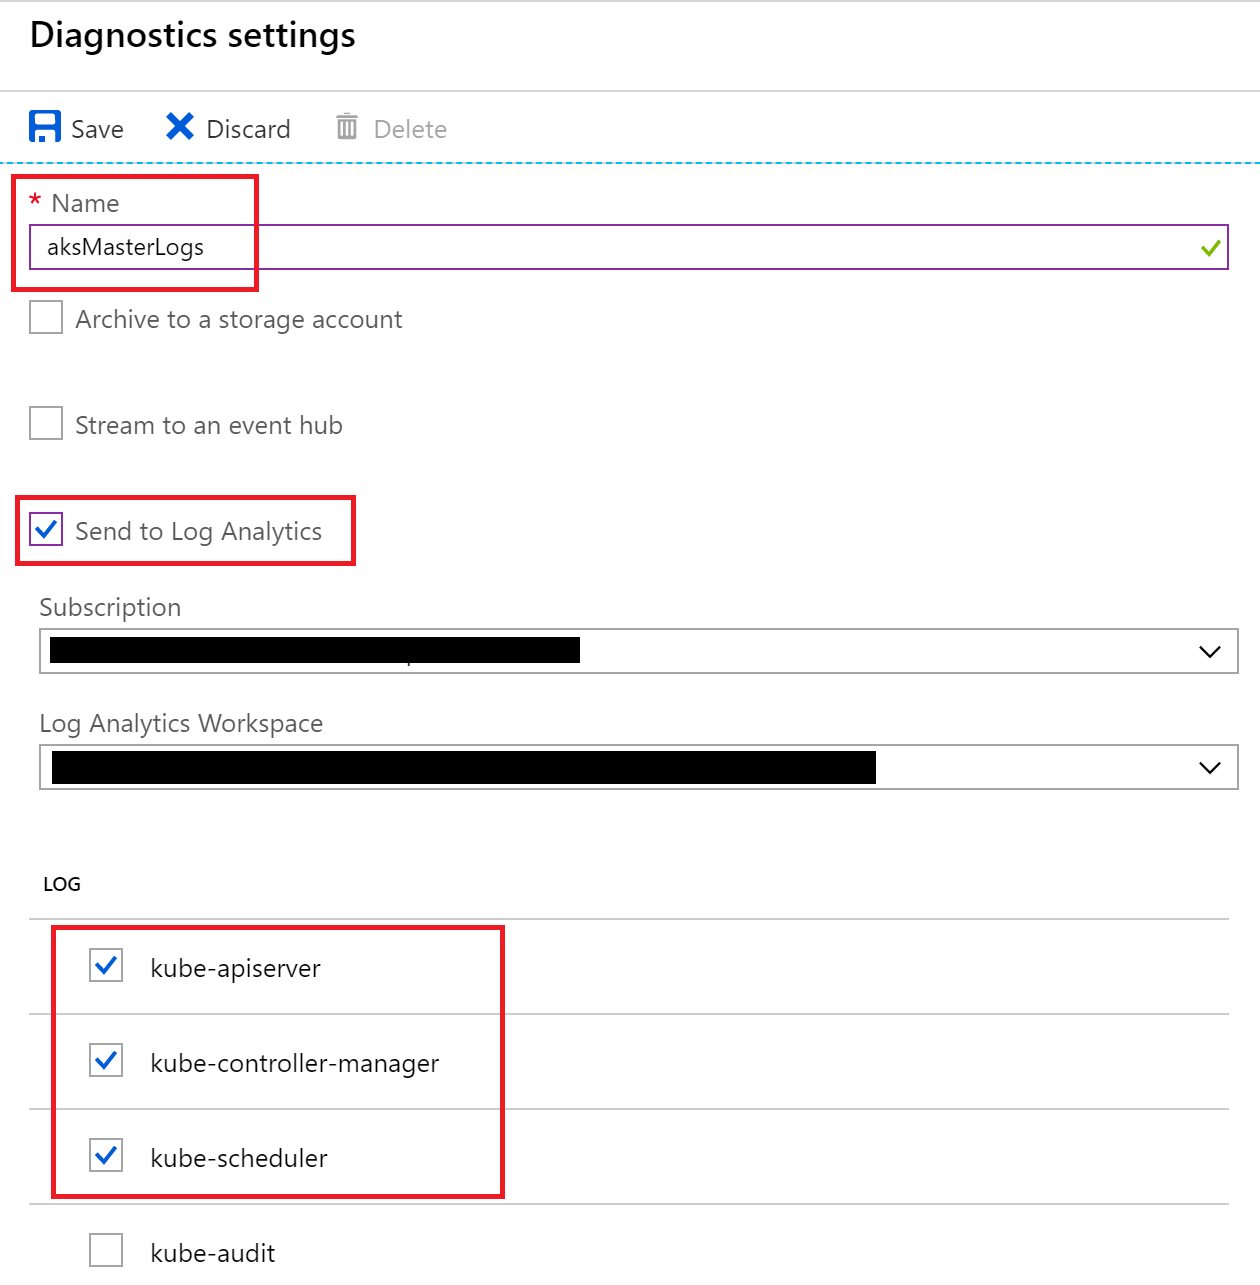 Diagnostics settings
Save Discard Delete
* Name
aksMasterLogs
Archive to a storage account
Stream to an event hub
Send to Log Analytics
Subscription
Log Analytics Workspace
LOG
kube-apiserver
kube-controller-manager
kube-scheduler
kube-audit